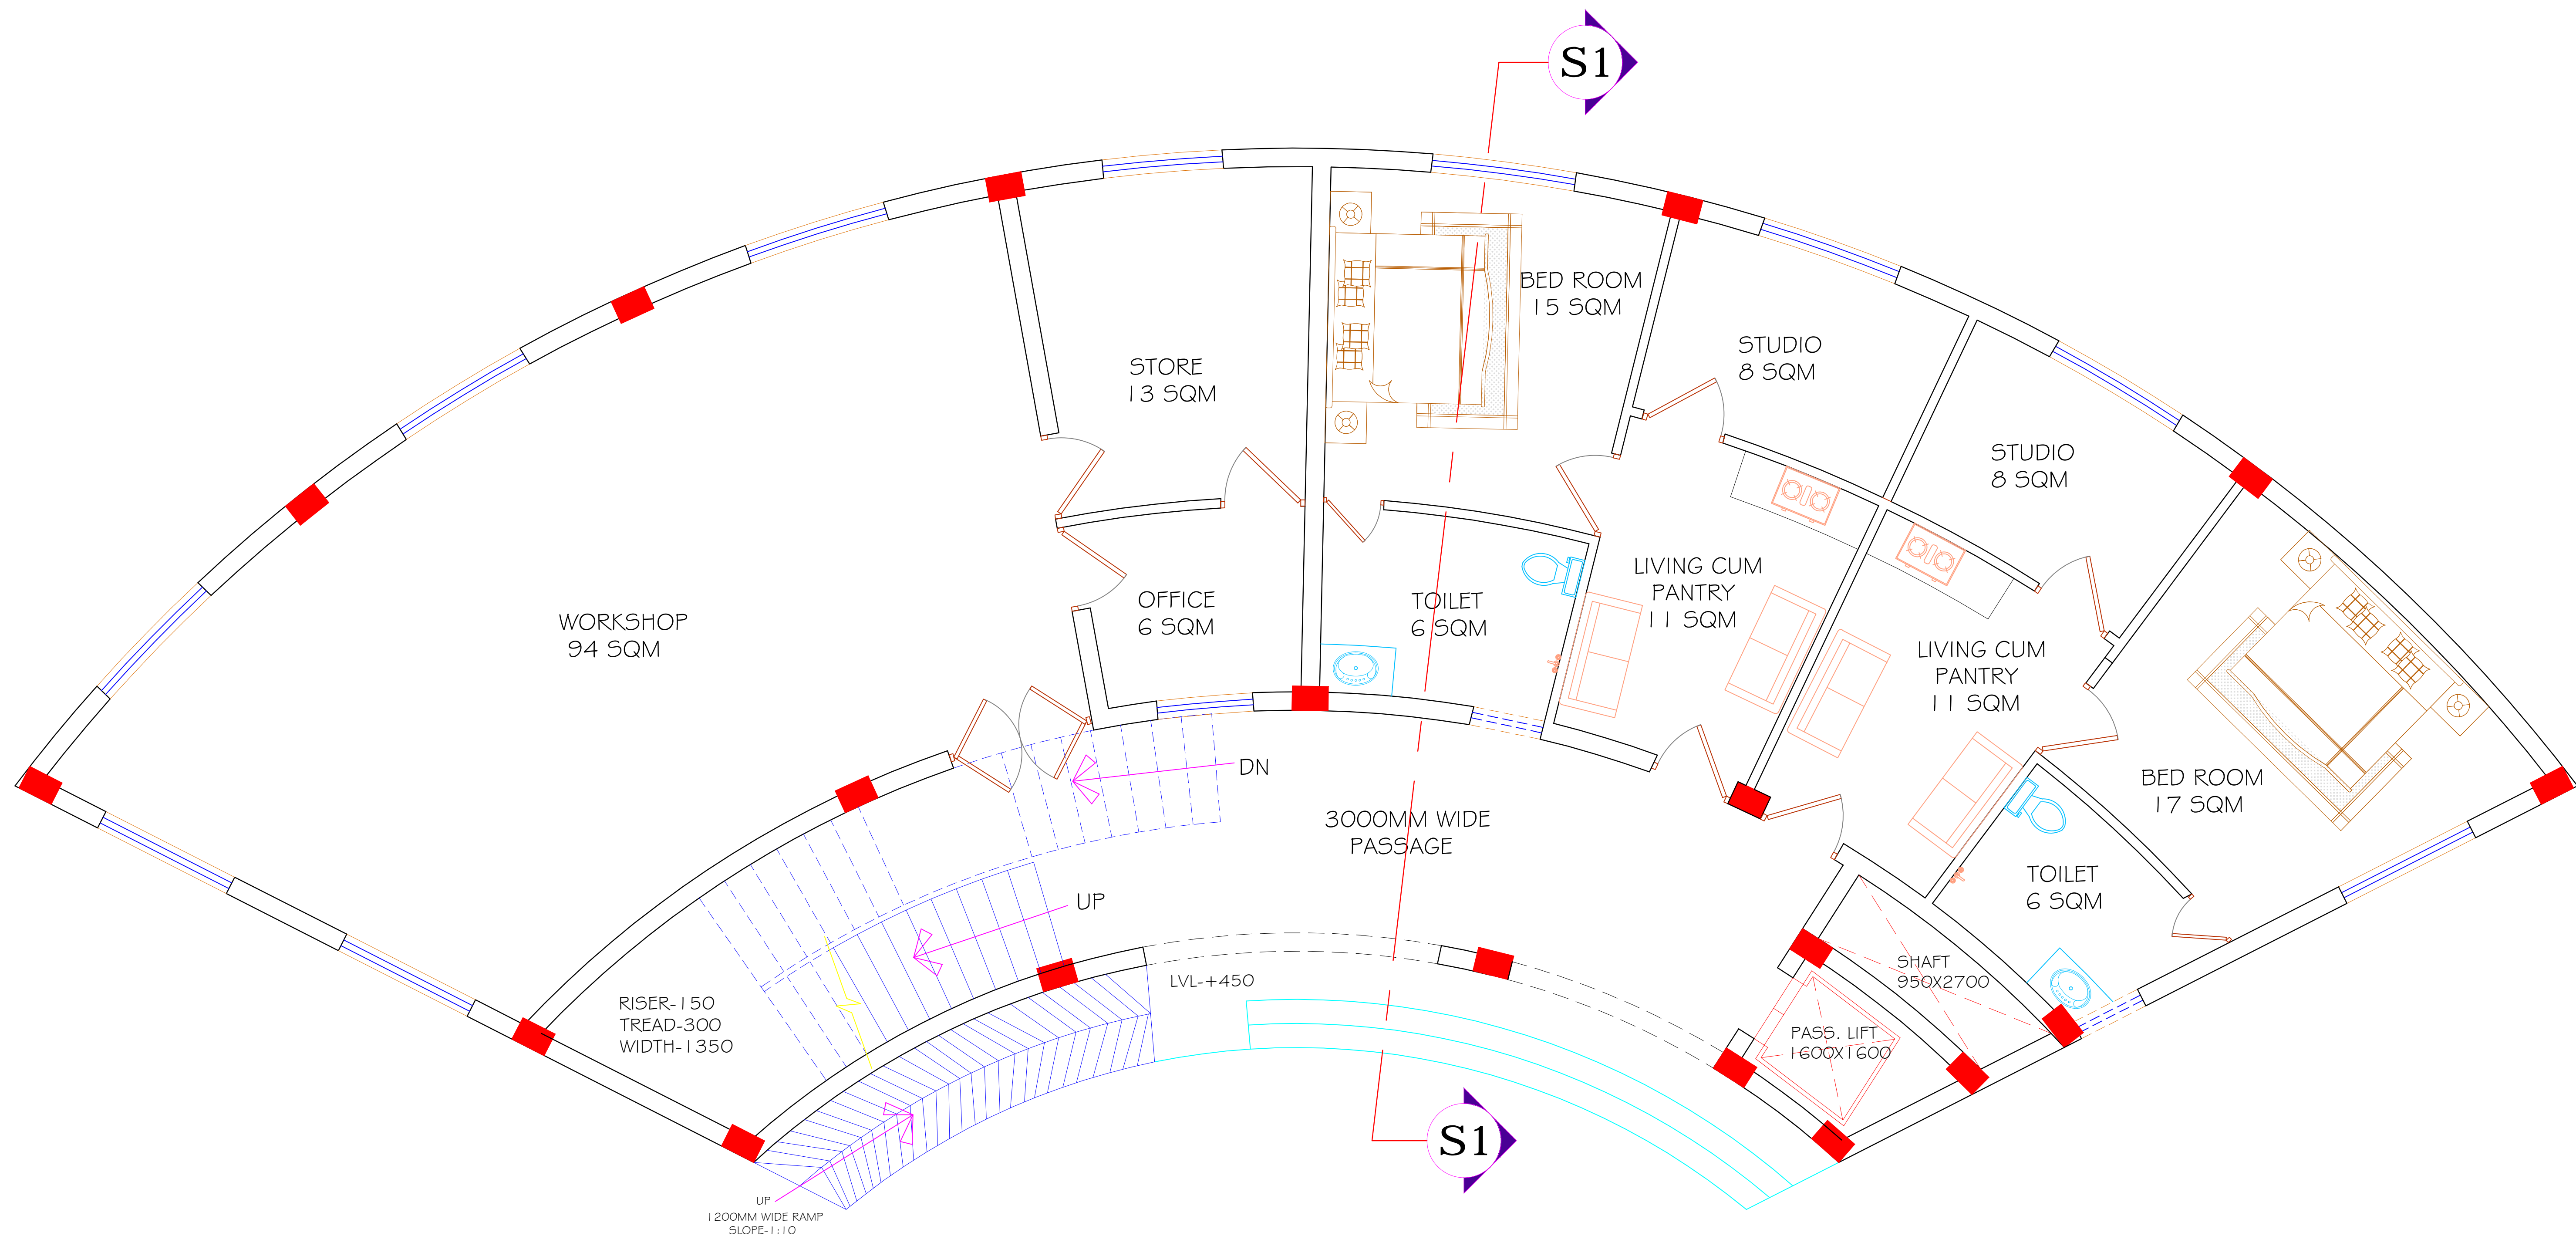 S1
BED ROOM
15 SQM
STORE
13 SQM
STUDIO
8 SQM
STUDIO
8 SQM
WORKSHOP
94 SQM
OFFICE
6 SQM
TOILET
6 SQM
LIVING CUM
PANTRY
11 SQM
LIVING CUM
PANTRY
11 SQM
BED ROOM
17 SQM
DN
3000MM WIDE
PASSAGE
UP
TOILET
6 SQM
RISER-150
TREAD-300
WIDTH-1350
LVL-+450
SHAFT
950X2700
PASS. LIFT
1600X1600
S1
UP
1200MM WIDE RAMP
SLOPE-1:10